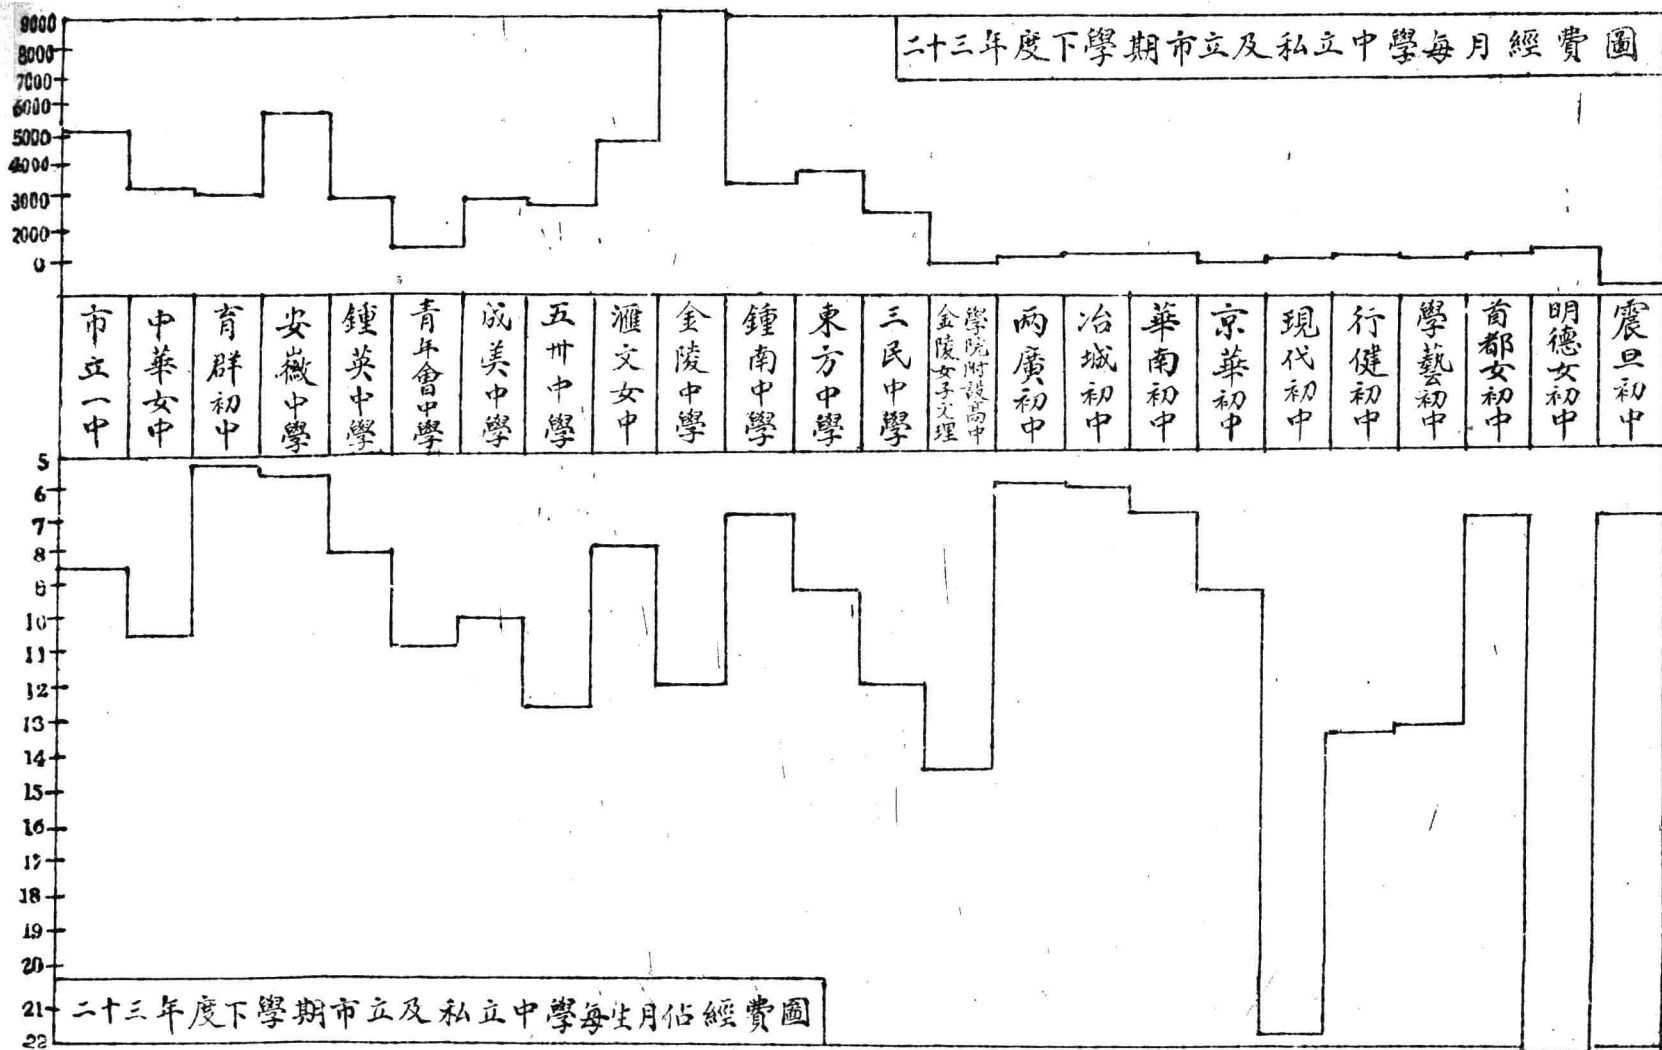 二十三年度下學期市立及私立中學每月經費圖
9000
8000
7000
6000
5000
4000
3000
2000
0
市立一中
中華女中
育群初中
安徽中學
鍾英中學
青年會中學
成美中學
五卅中學
滙文女中
金陵中學
鍾南中學
東方中學
三民中學
金陵女子文理
學院附設高中
兩廣初中
冶城初中
華南初中
京華初中
現代初中
行健初中
學藝初中
首都女初中
明德女初中
震旦初中
5
6
7
8
9
10
11
12
13
14
15
16
17
18
19
20
21
22
二十三年度下學期市立及私立中學每生月佔經費圖